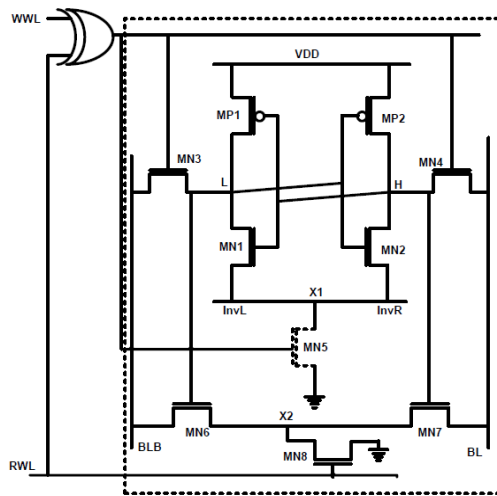 WWL
VDD
MP1
MP2
MN3
MN4
L
H
MN1
MN2
X1
InvL
InvR
MN5
X2
MN6
MN7
BLB
BL
MN8
RWL